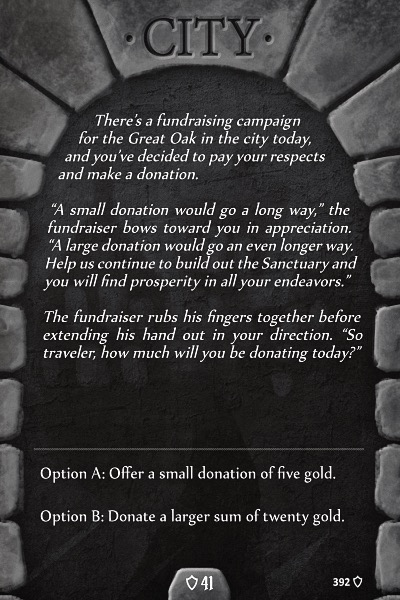 · CITY ·
There's a fundraising campaign
for the Great Oak in the city today,
and you've decided to pay your respects
and make a donation.
“A small donation would go a long way,” the
fundraiser bows toward you in appreciation.
“A large donation would go an even longer way.
Help us continue to build out the Sanctuary and
you will find prosperity in all your endeavors.”
The fundraiser rubs his fingers together before
extending his hand out in your direction. “So
traveler, how much will you be donating today?”
Option A: Offer a small donation of five gold.
Option B: Donate a larger sum of twenty gold.
41
392